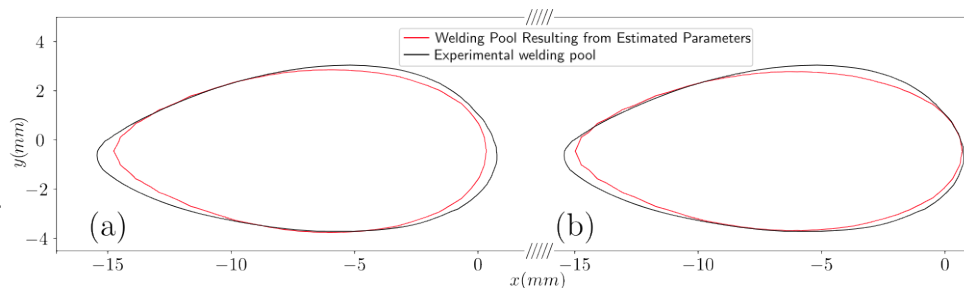 Welding Pool Resulting from Estimated Parameters
Experimental welding pool
4
2
0
−2
−4
y(mm)
(a)
(b)
−15 −10 −5 0 −15 −10 −5 0
x(mm)